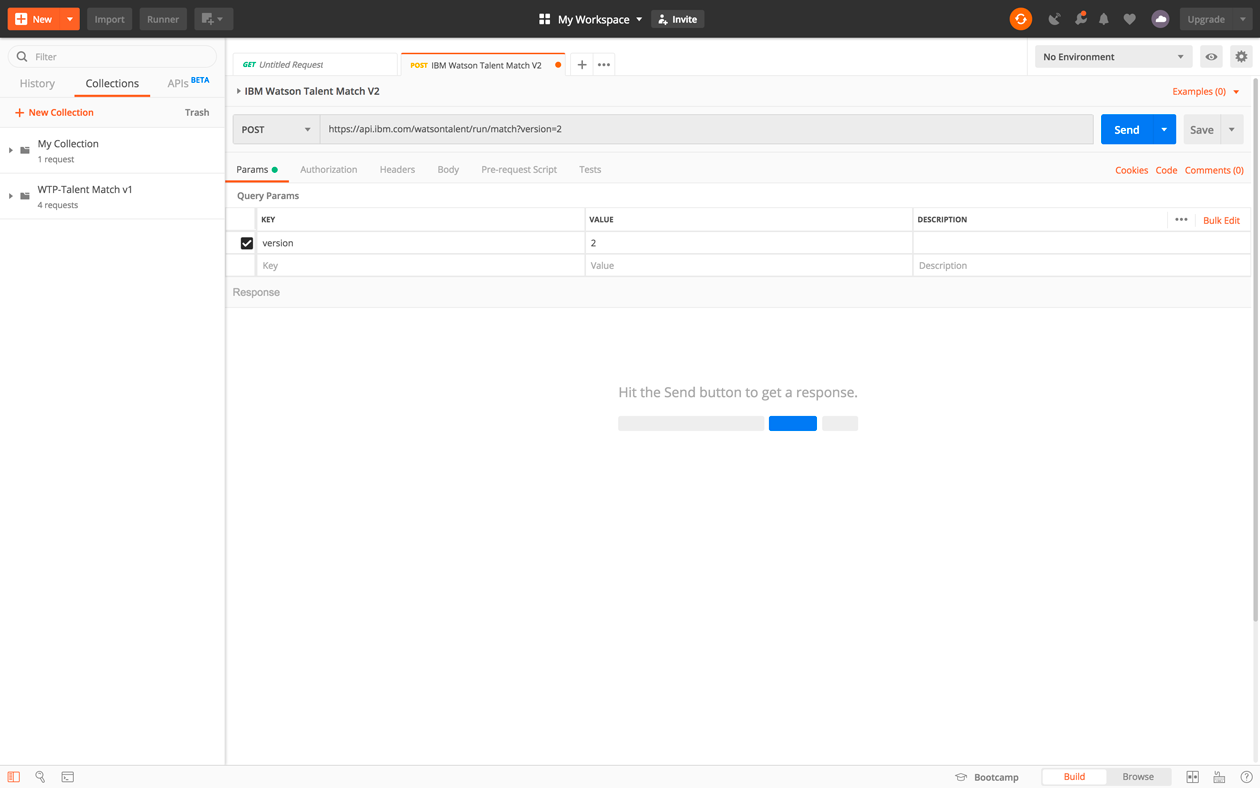 New
Import
Runner
My Workspace
Invite
Upgrade
Filter
History
Collections
APIs BETA
New Collection
Trash
My Collection
1 request
WTP-Talent Match v1
4 requests
GET Untitled Request
POST IBM Watson Talent Match V2
No Environment
IBM Watson Talent Match V2
Examples (0)
POST
https://api.ibm.com/watsontalent/run/match?version=2
Send
Save
Params
Authorization
Headers
Body
Pre-request Script
Tests
Cookies
Code
Comments (0)
Query Params
KEY
VALUE
DESCRIPTION
Bulk Edit
version
2
Key
Value
Description
Response
Hit the Send button to get a response.
Bootcamp
Build
Browse